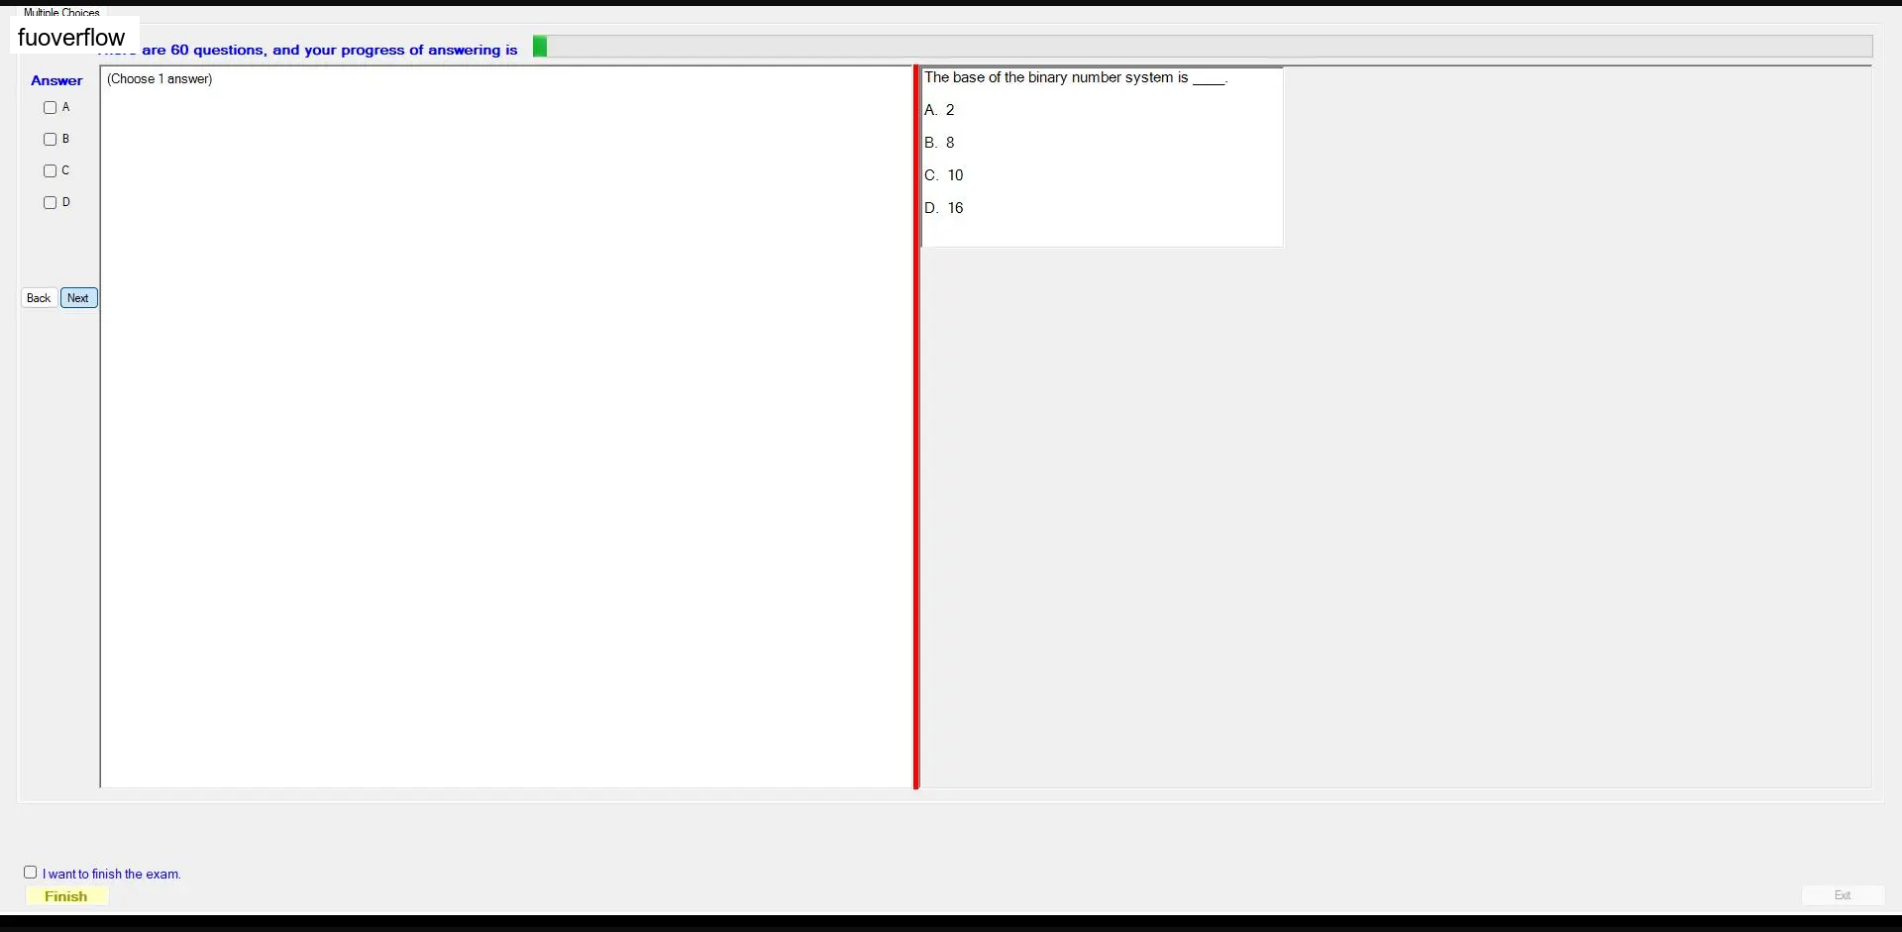 Multiple Choices
fuoverflow
are 60 questions, and your progress of answering is
Answer
(Choose 1 answer)
A
B
C
D
Back Next
The base of the binary number system is ____.
A. 2
B. 8
C. 10
D. 16
I want to finish the exam.
Finish
Exit